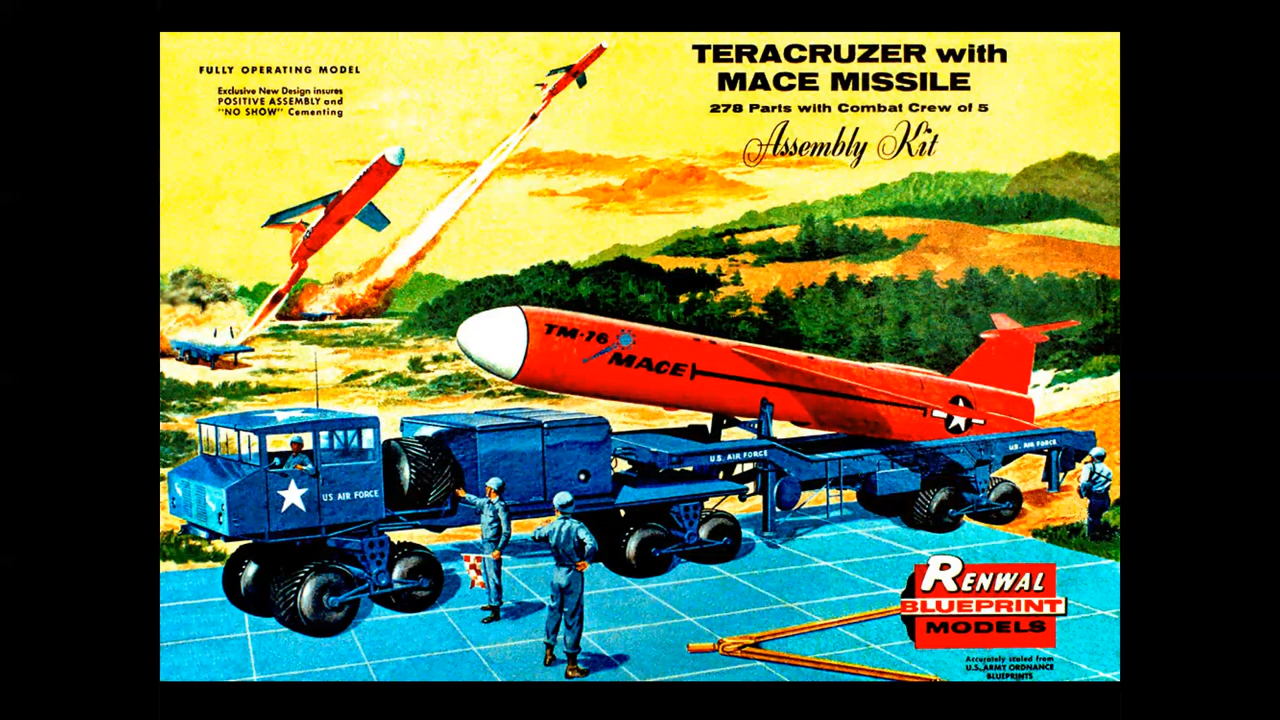 FULLY OPERATING MODEL
Exclusive New Design insures
POSITIVE ASSEMBLY and
"NO SHOW" Cementing
TERACRUZER with
MACE MISSILE
278 Parts with Combat Crew of 5
Assembly Kit
TM-76
MACE
U.S. AIR FORCE
U.S. AIR FORCE
U.S. AIR FORCE
RENWAL
BLUEPRINT
MODELS
Accurately scaled from
U.S. ARMY ORDNANCE
BLUEPRINTS